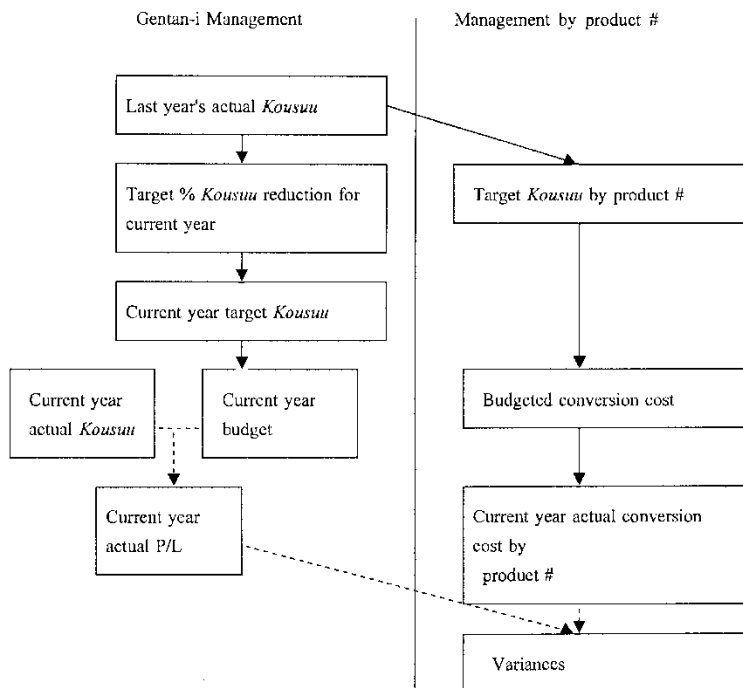 Gentan-i Management
Management by product #
Last year's actual Kousuu
Target % Kousuu reduction for
current year
Target Kousuu by product #
Current year target Kousuu
Current year
actual Kousuu
Current year
budget
Budgeted conversion cost
Current year
actual P/L
Current year actual conversion
cost by
product #
Variances